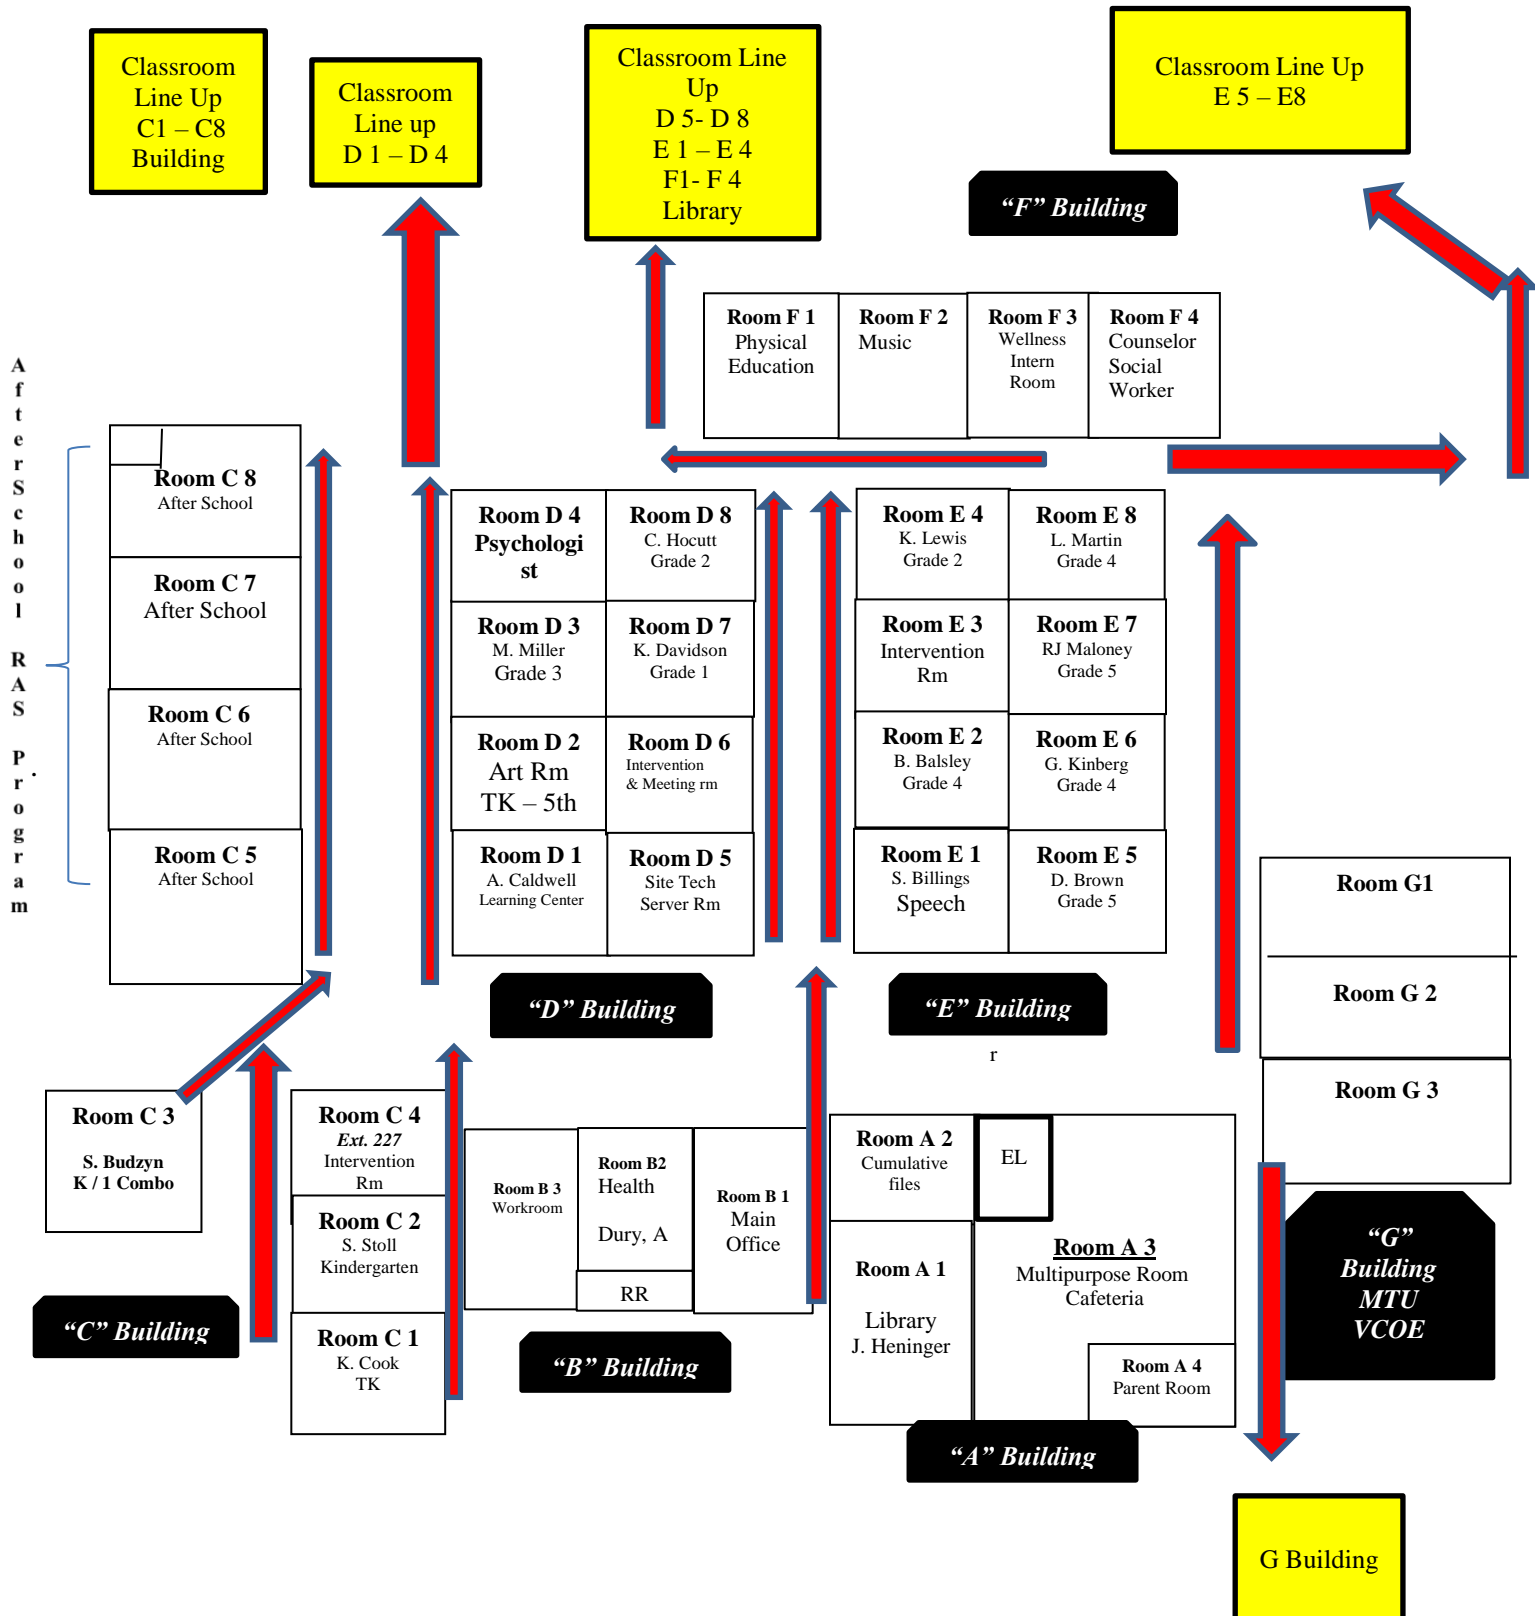 Classroom
Line Up
C1 – C8
Building
Classroom
Line up
D 1 – D 4
Classroom Line
Up
D 5- D 8
E 1 – E 4
F1- F 4
Library
Classroom Line Up
E 5 – E8
“F” Building
Room F 1
Physical
Education
Room F 2
Music
Room F 3
Wellness
Intern
Room
Room F 4
Counselor
Social
Worker
AfterSchool RAS Program
.
Room C 8
After School
Room C 7
After School
Room C 6
After School
Room C 5
After School
Room D 4
Psychologi
st
Room D 8
C. Hocutt
Grade 2
Room D 3
M. Miller
Grade 3
Room D 7
K. Davidson
Grade 1
Room D 2
Art Rm
TK – 5th
Room D 6
Intervention
& Meeting rm
Room D 1
A. Caldwell
Learning Center
Room D 5
Site Tech
Server Rm
“D” Building
Room E 4
K. Lewis
Grade 2
Room E 8
L. Martin
Grade 4
Room E 3
Intervention
Rm
Room E 7
RJ Maloney
Grade 5
Room E 2
B. Balsley
Grade 4
Room E 6
G. Kinberg
Grade 4
Room E 1
S. Billings
Speech
Room E 5
D. Brown
Grade 5
“E” Building
r
Room G1
Room G 2
Room G 3
“G”
Building
MTU
VCOE
Room C 3
S. Budzyn
K / 1 Combo
“C” Building
Room C 4
Ext. 227
Intervention
Rm
Room C 2
S. Stoll
Kindergarten
Room C 1
K. Cook
TK
Room B 3
Workroom
Room B2
Health
Dury, A
RR
Room B 1
Main
Office
“B” Building
Room A 2
Cumulative
files
EL
Room A 1
Library
J. Heninger
Room A 3
Multipurpose Room
Cafeteria
Room A 4
Parent Room
“A” Building
G Building